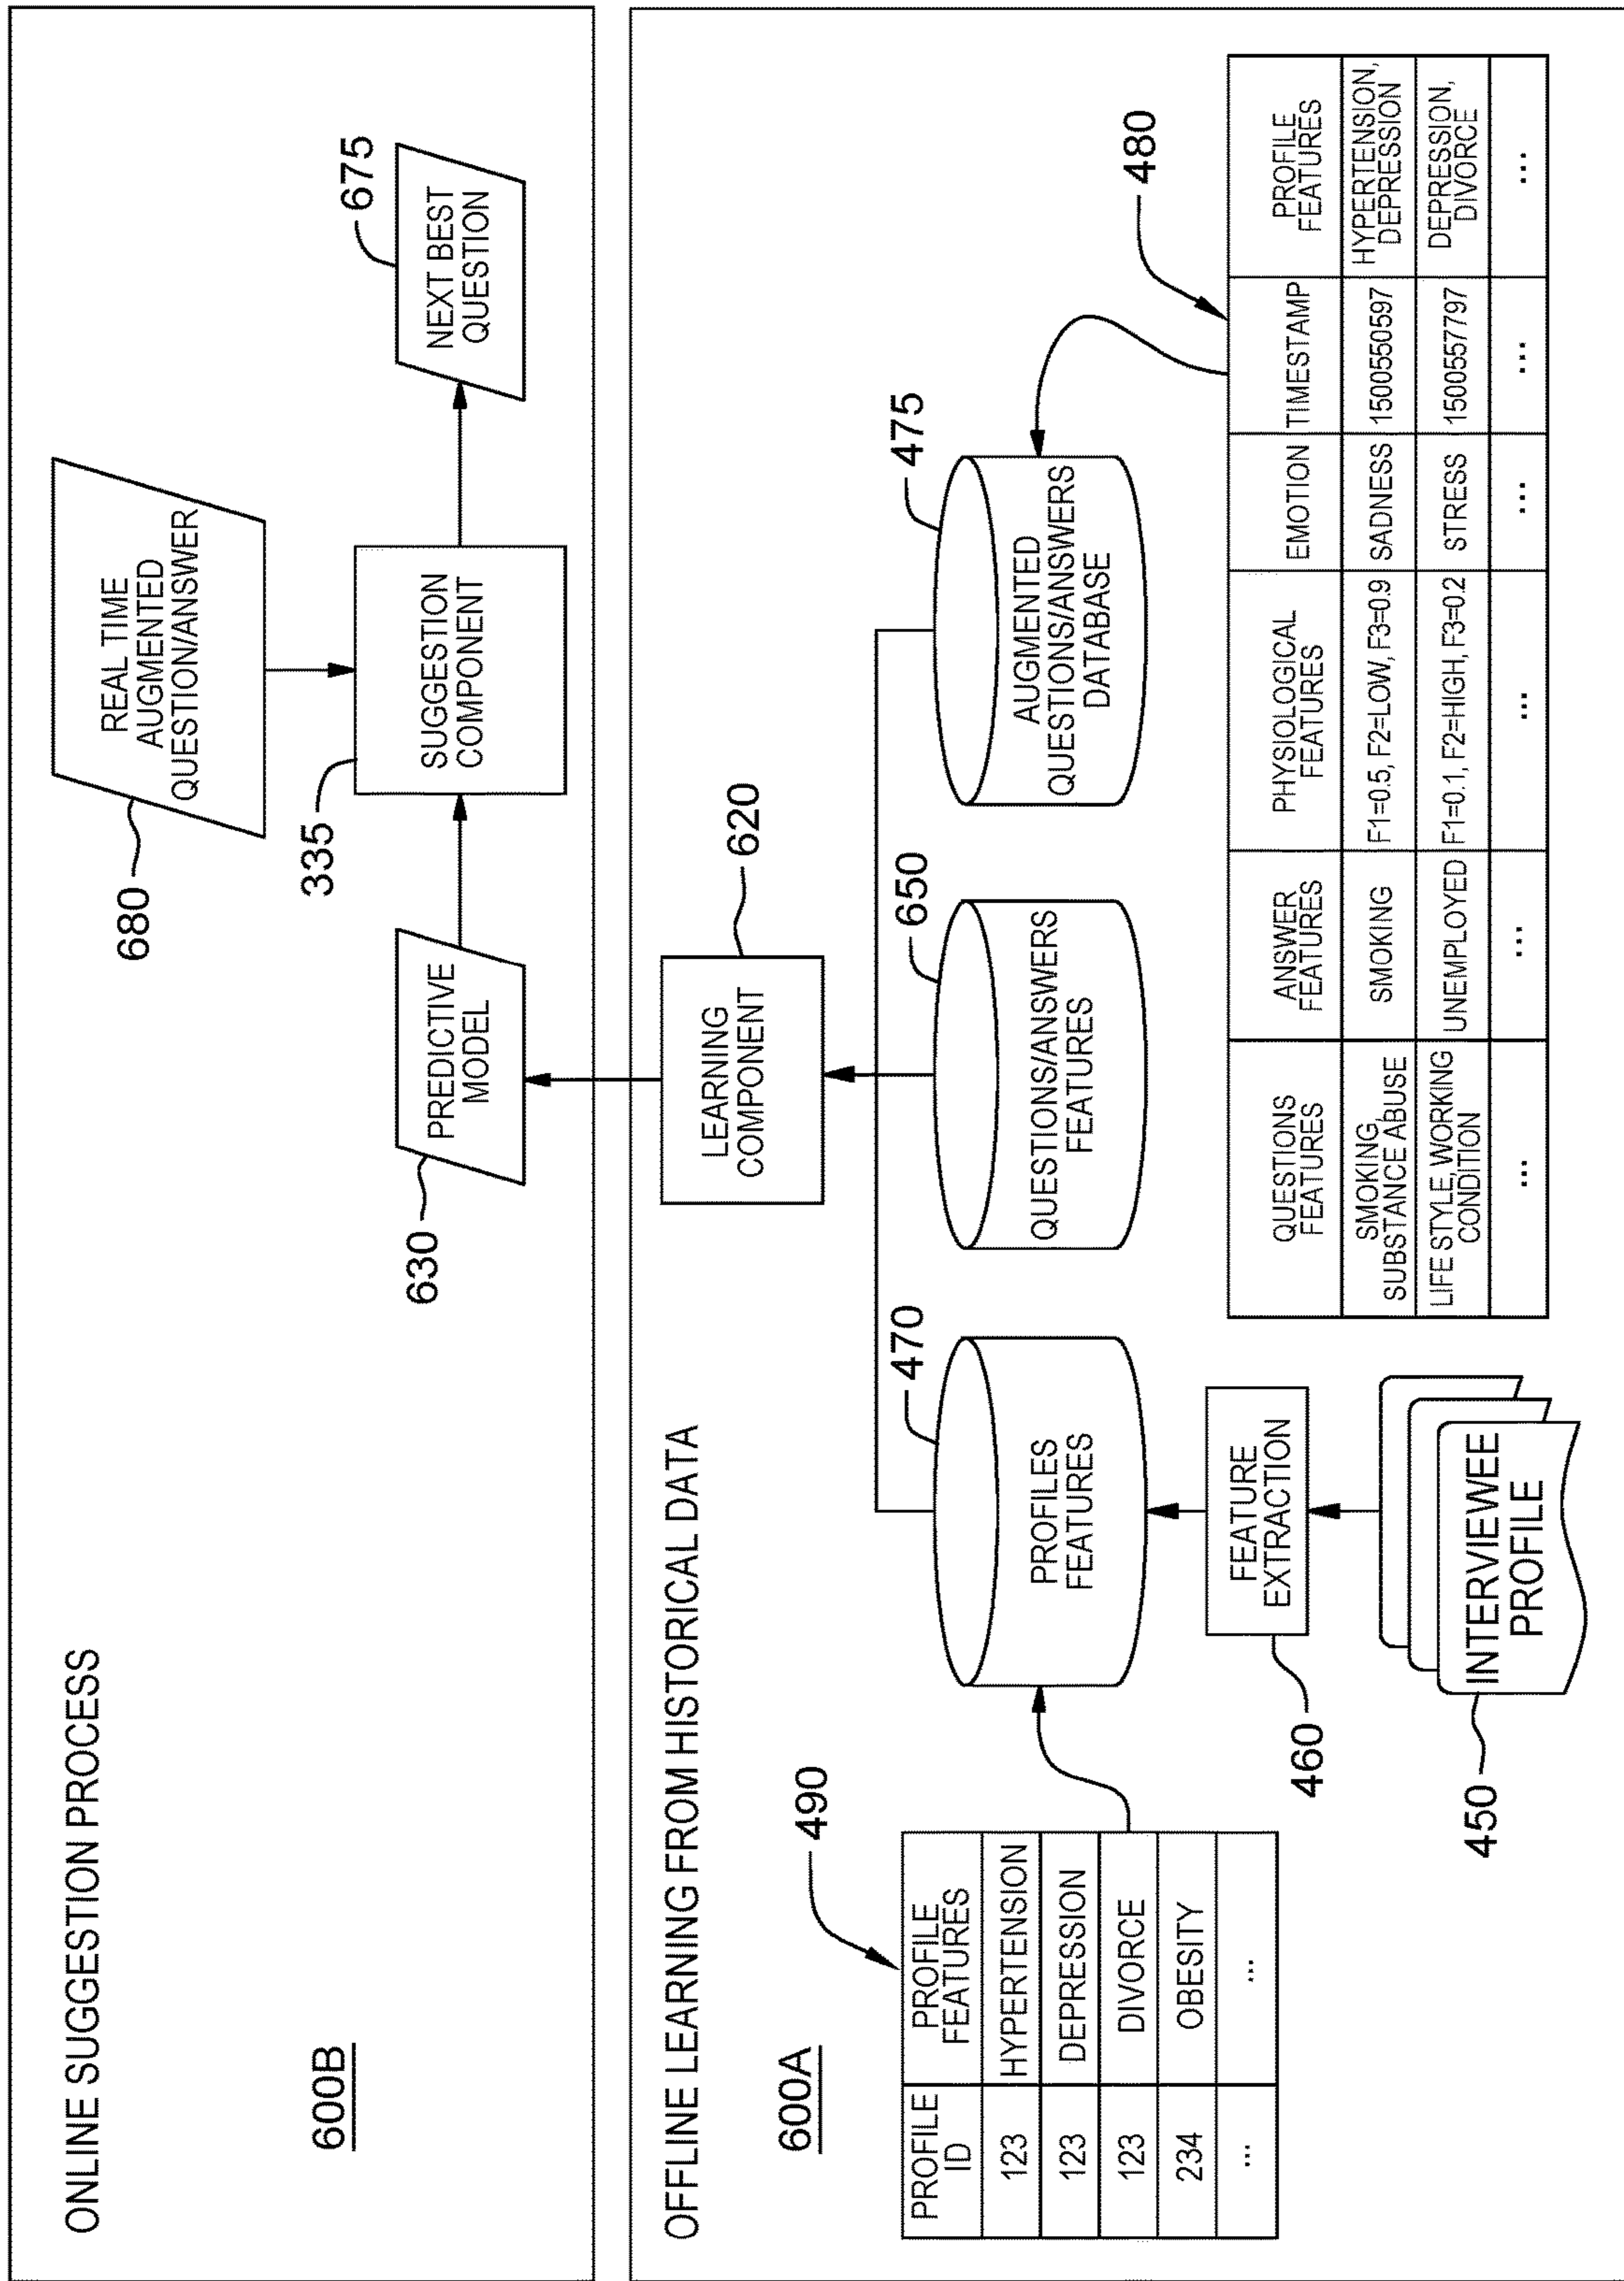 ONLINE SUGGESTION PROCESS
600B
680
REAL TIME
AUGMENTED
QUESTION/ANSWER
335
SUGGESTION
COMPONENT
630
PREDICTIVE
MODEL
675
NEXT BEST
QUESTION
OFFLINE LEARNING FROM HISTORICAL DATA
600A
620
LEARNING
COMPONENT
470
PROFILES
FEATURES
650
QUESTIONS/ANSWERS
FEATURES
475
AUGMENTED
QUESTIONS/ANSWERS
DATABASE
490
PROFILE
ID
PROFILE
FEATURES
123
HYPERTENSION
123
DEPRESSION
123
DIVORCE
234
OBESITY
...
...
460
FEATURE
EXTRACTION
450
INTERVIEWEE
PROFILE
480
QUESTIONS
FEATURES
ANSWER
FEATURES
PHYSIOLOGICAL
FEATURES
EMOTION
TIMESTAMP
PROFILE
FEATURES
SMOKING,
SUBSTANCE ABUSE
SMOKING
F1=0.5, F2=LOW, F3=0.9
SADNESS
1500550597
HYPERTENSION,
DEPRESSION
LIFE STYLE, WORKING
CONDITION
UNEMPLOYED
F1=0.1, F2=HIGH, F3=0.2
STRESS
1500557797
DEPRESSION,
DIVORCE
...
...
...
...
...
...